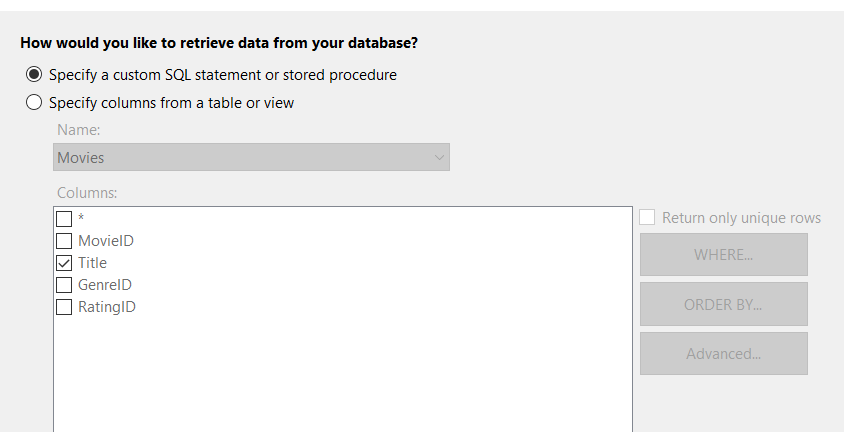 How would you like to retrieve data from your database?
Specify a custom SQL statement or stored procedure
Specify columns from a table or view
Name:
Movies
Columns:
*
MovieID
Title
GenreID
RatingID
Return only unique rows
WHERE...
ORDER BY...
Advanced...